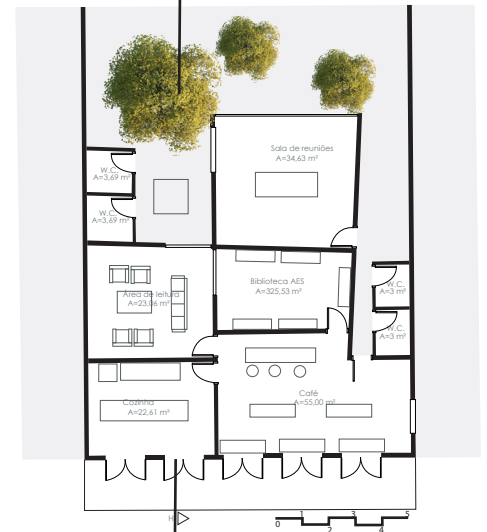 Sala de reuniões
A=34,63 m²
W.C.
A=3,69 m²
W.C.
A=3,69 m²
Biblioteca AES
A=325,53 m²
Área de leitura
A=23,06 m²
W.C.
A=3 m²
W.C.
A=3 m²
Café
A=55,00 m²
Cozinha
A=22,61 m²
H
1 3 5
0 2 4